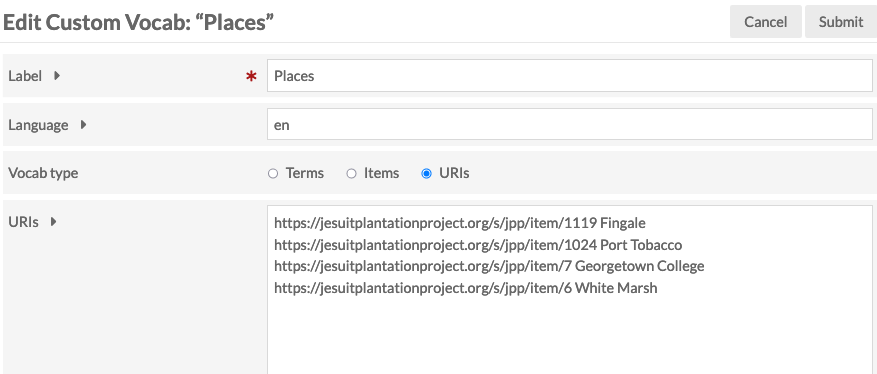 Edit Custom Vocab: “Places”
Cancel
Submit
Label
* Places
Language
en
Vocab type
Terms
Items
URIs
URIs
https://jesuitplantationproject.org/s/jpp/item/1119 Fingale
https://jesuitplantationproject.org/s/jpp/item/1024 Port Tobacco
https://jesuitplantationproject.org/s/jpp/item/7 Georgetown College
https://jesuitplantationproject.org/s/jpp/item/6 White Marsh